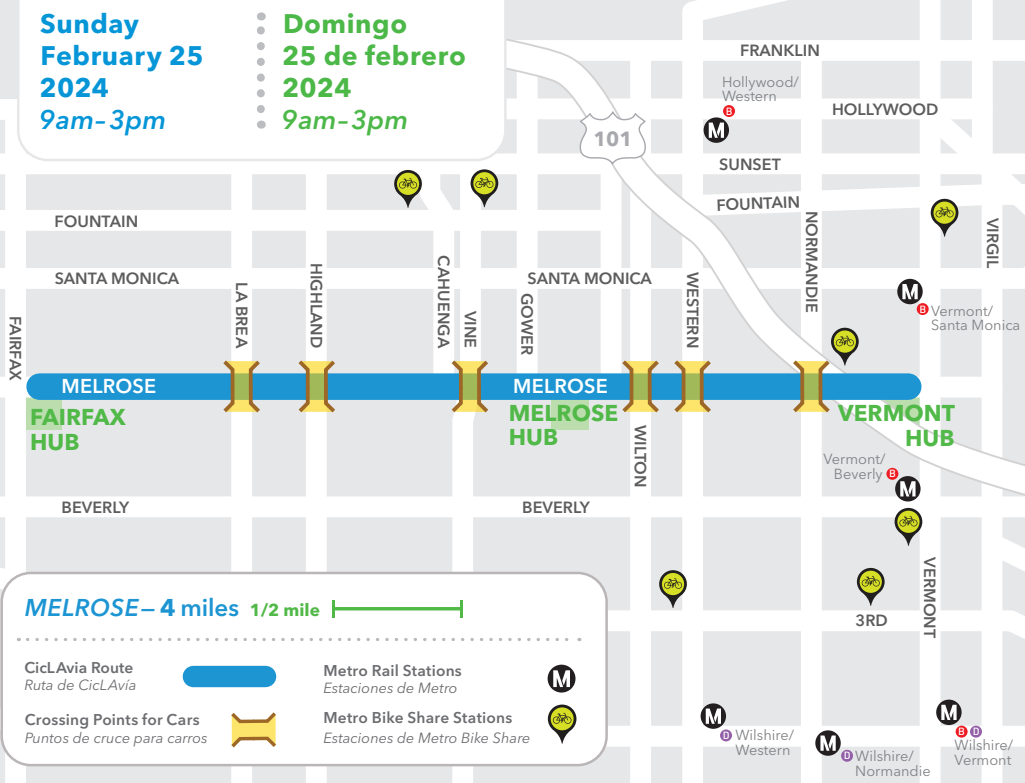 Sunday
February 25
2024
9am–3pm
Domingo
25 de febrero
2024
9am–3pm
FRANKLIN
Hollywood/
Western
B
M
HOLLYWOOD
101
SUNSET
FOUNTAIN
FOUNTAIN
NORMANDIE
VIRGIL
SANTA MONICA
SANTA MONICA
LA BREA
HIGHLAND
CAHUENGA
VINE
GOWER
WESTERN
M
B
Vermont/
Santa Monica
FAIRFAX
MELROSE
MELROSE
FAIRFAX
HUB
MELROSE
HUB
VERMONT
HUB
WILTON
Vermont/
Beverly
B
M
BEVERLY
BEVERLY
VERMONT
3RD
MELROSE—4 miles
1/2 mile
CicLAvia Route
Ruta de CicLAvía
Metro Rail Stations
Estaciones de Metro
M
Crossing Points for Cars
Puntos de cruce para carros
Metro Bike Share Stations
Estaciones de Metro Bike Share
M
D
Wilshire/
Western
M
D
Wilshire/
Normandie
M
B
D
Wilshire/
Vermont